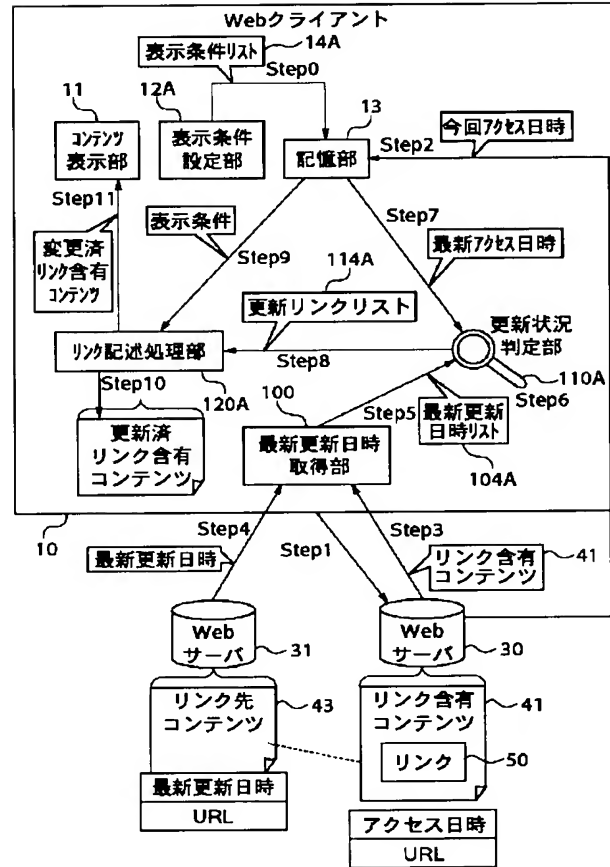 Webクライアント
表示条件リスト
14A
Step0
11
12A
13
コンテンツ
表示部
表示条件
設定部
記憶部
Step2
今回アクセス日時
Step11
表示条件
Step7
変更済
リンク含有
コンテンツ
Step9
最新アクセス日時
114A
更新リンクリスト
更新状況
判定部
リンク記述処理部
Step8
110A
Step10
120A
100
Step5
Step6
更新済
リンク含有
コンテンツ
最新更新日時
取得部
最新更新
日時リスト
104A
10
Step4
Step1
Step3
最新更新日時
リンク含有
コンテンツ
41
Web
サーバ
31
Web
サーバ
30
リンク先
コンテンツ
43
リンク含有
コンテンツ
41
リンク
50
最新更新日時
URL
アクセス日時
URL